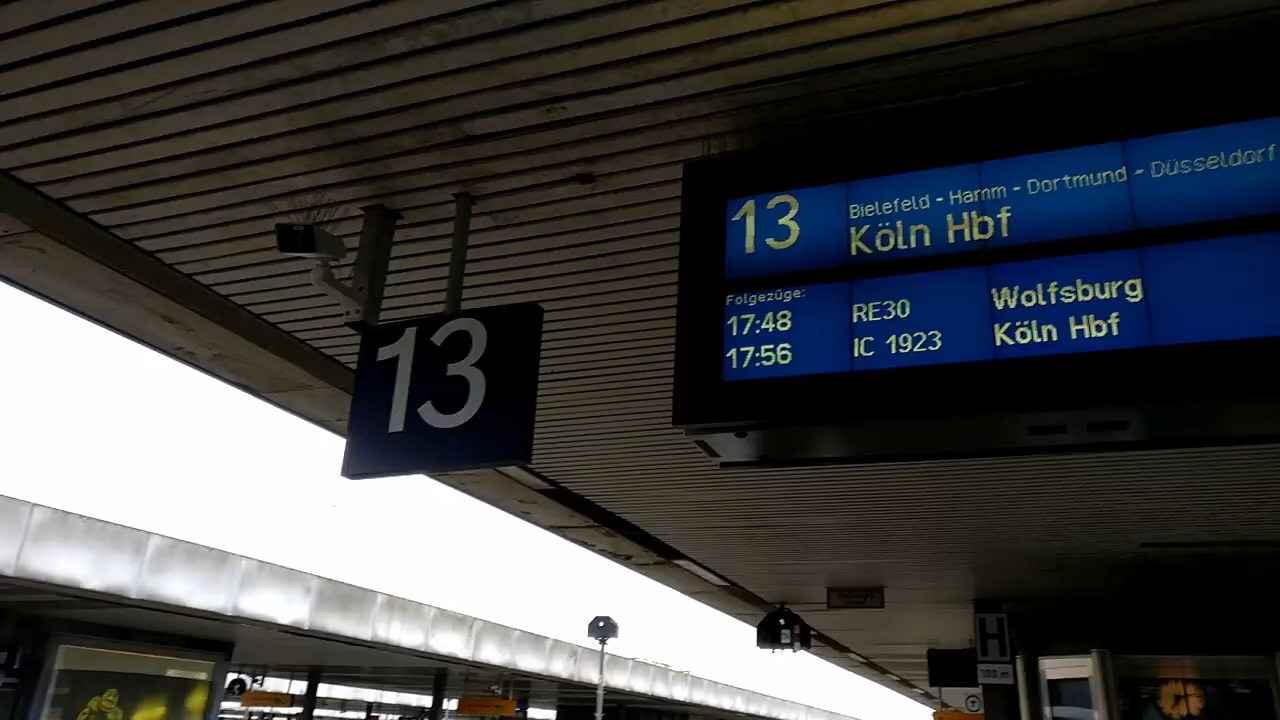 13
13
Bielefeld - Hamm - Dortmund - Düsseldorf
Köln Hbf
Folgezüge:
17:48 RE30 Wolfsburg
17:56 IC 1923 Köln Hbf
H
100 m